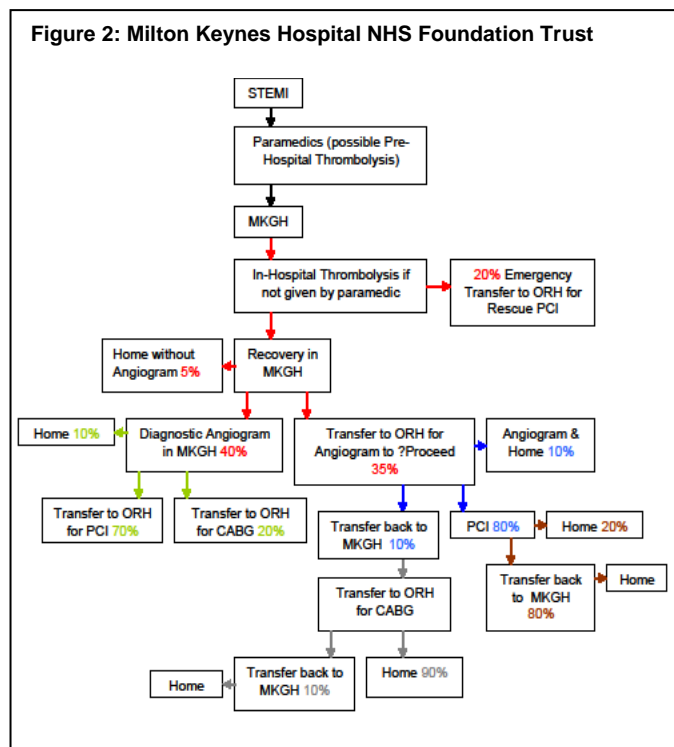 Figure 2: Milton Keynes Hospital NHS Foundation Trust
STEMI
Paramedics (possible Pre-
Hospital Thrombolysis)
MKGH
In-Hospital Thrombolysis if
not given by paramedic
20% Emergency
Transfer to ORH for
Rescue PCI
Home without
Angiogram 5%
Recovery in
MKGH
Home 10%
Diagnostic Angiogram
in MKGH 40%
Transfer to ORH for
Angiogram to ?Proceed
35%
Angiogram &
Home 10%
Transfer to ORH
for PCI 70%
Transfer to ORH
for CABG 20%
Transfer back to
MKGH 10%
PCI 80%
Home 20%
Transfer back
to MKGH
80%
Home
Transfer to ORH
for CABG
Home
Transfer back to
MKGH 10%
Home 90%